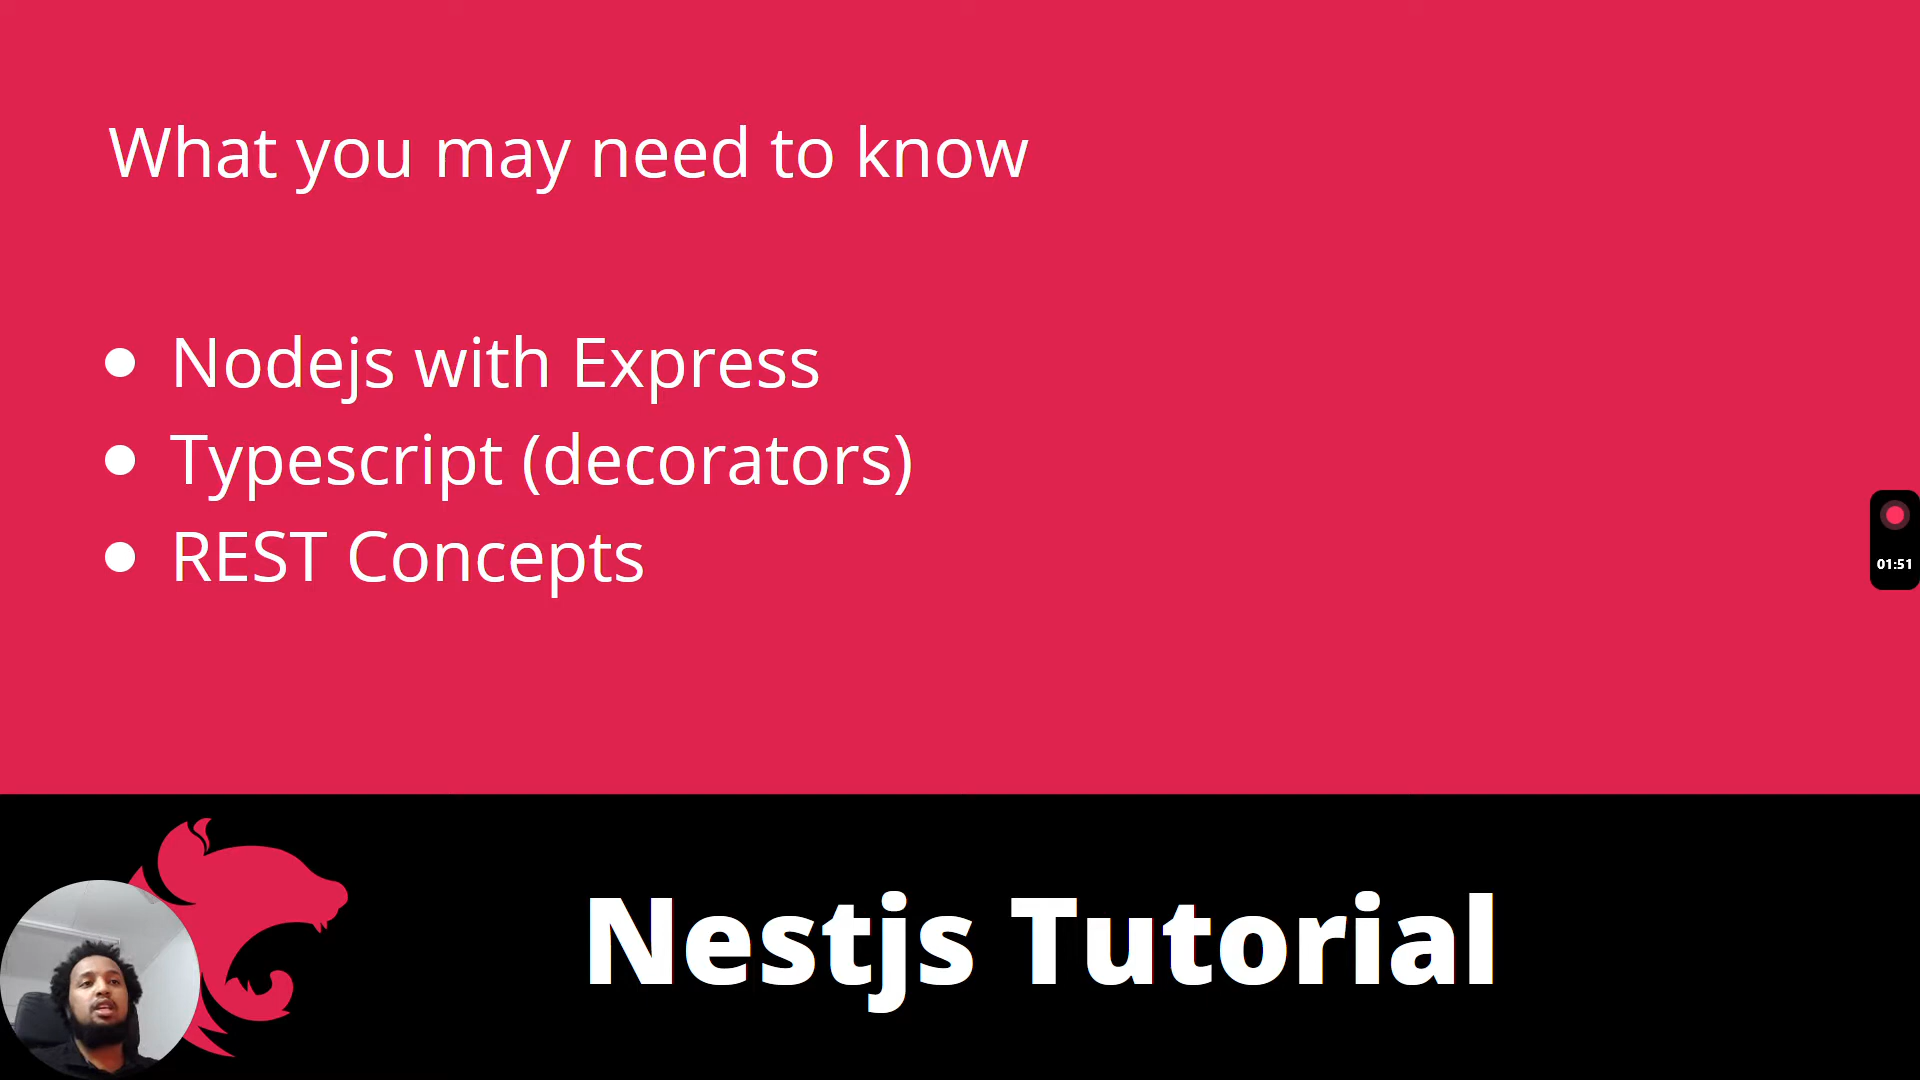 What you may need to know
Nodejs with Express
Typescript (decorators)
REST Concepts
01:51
Nestjs Tutorial